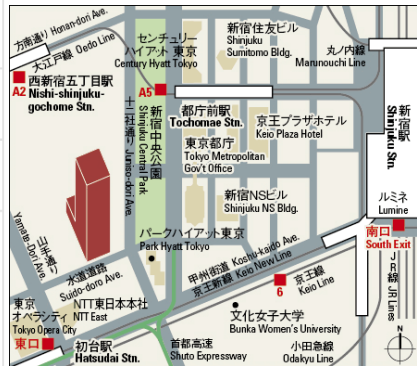 方南通り Honan-dori Ave.
大江戸線 Oedo Line
A2
西新宿五丁目駅
Nishi-shinjuku-
gochome Stn.
センチュリー
ハイアット 東京
Century Hyatt Tokyo
A5
新宿住友ビル
Shinjuku
Sumitomo Bldg.
丸ノ内線
Marunouchi Line
新宿駅
Shinjuku Stn.
都庁前駅
Tochomae Stn.
十二社通り Juniso-dori Ave.
新宿中央公園
Shinjuku Central Park
東京都庁
Tokyo Metropolitan
Gov't Office
京王プラザホテル
Keio Plaza Hotel
新宿NSビル
Shinjuku NS Bldg.
ルミネ
Lumine
南口
South Exit
山手通り
Yamate-Dori Ave.
パークハイアット東京
Park Hyatt Tokyo
甲州街道 Koshu-kaido Ave.
京王新線 Keio New Line
水道道路
Suido-doro Ave.
6
京王線
Keio Line
JR線 JR Lines
東京
オペラシティ
Tokyo Opera City
NTT東日本本社
NTT East
文化女子大学
Bunka Women's University
東口
初台駅
Hatsudai Stn.
首都高速
Shuto Expressway
小田急線
Odakyu Line